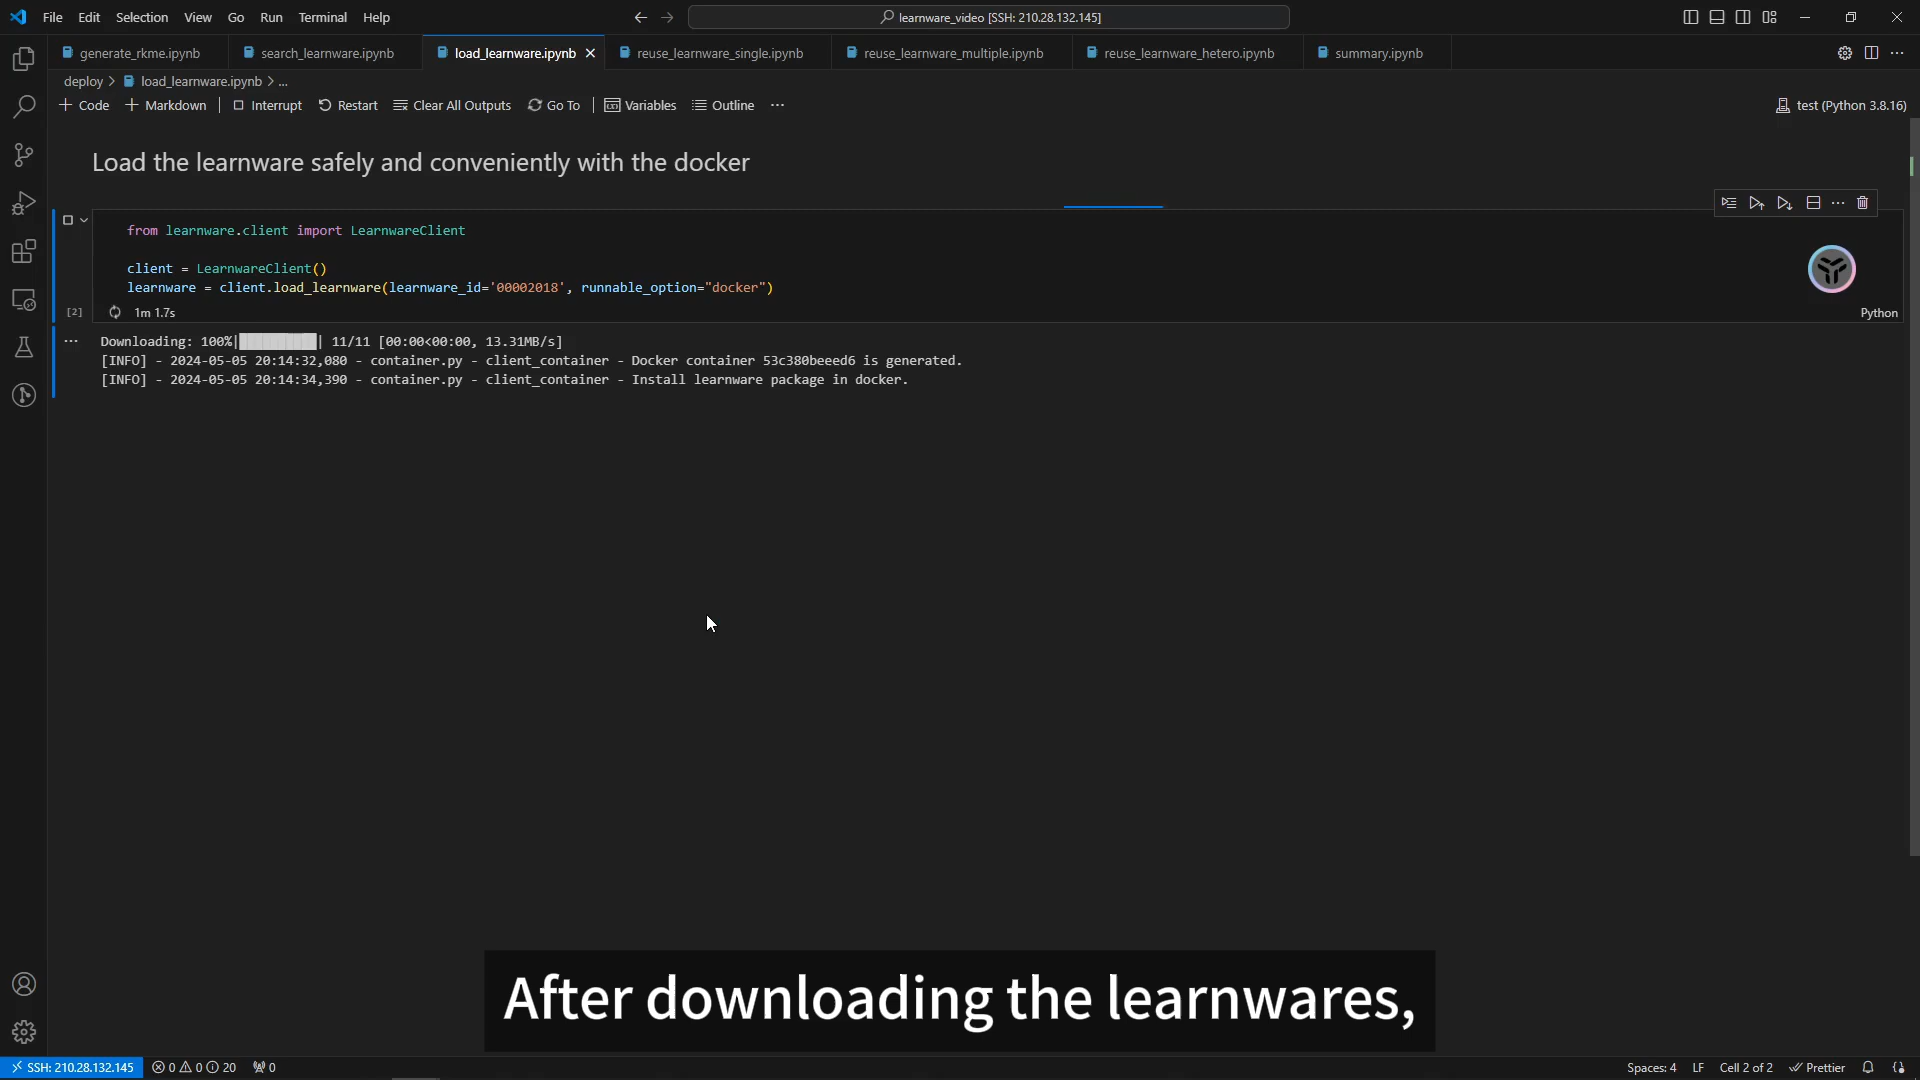 File Edit Selection View Go Run Terminal Help
learnware_video [SSH: 210.28.132.145]
generate_rkme.ipynb search_learnware.ipynb load_learnware.ipynb reuse_learnware_single.ipynb reuse_learnware_multiple.ipynb reuse_learnware_hetero.ipynb summary.ipynb
deploy > load_learnware.ipynb > ...
+ Code + Markdown Interrupt Restart Clear All Outputs Go To Variables Outline ... test (Python 3.8.16)
Load the learnware safely and conveniently with the docker
from learnware.client import LearnwareClient
client = LearnwareClient()
learnware = client.load_learnware(learnware_id='00002018', runnable_option="docker")
[2] 1m 1.7s Python
Downloading: 100%|██████████| 11/11 [00:00<00:00, 13.31MB/s]
[INFO] - 2024-05-05 20:14:32,080 - container.py - client_container - Docker container 53c380beeed6 is generated.
[INFO] - 2024-05-05 20:14:34,390 - container.py - client_container - Install learnware package in docker.
After downloading the learnwares,
SSH: 210.28.132.145 0 0 20 0 Spaces: 4 LF Cell 2 of 2 Prettier